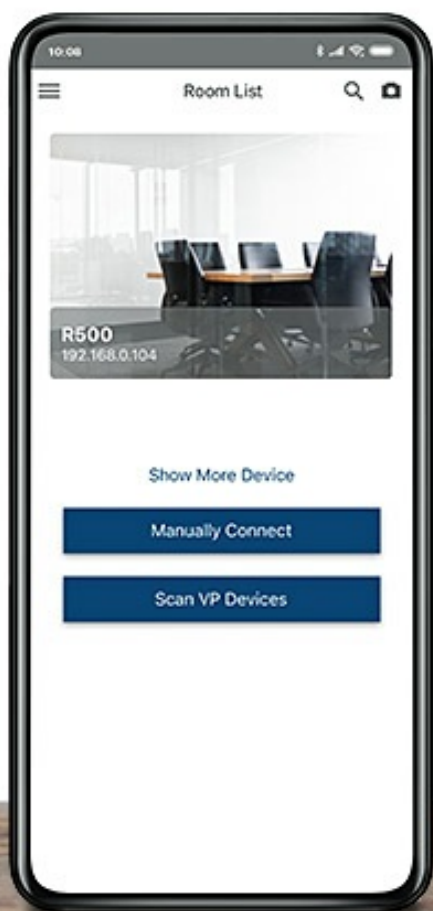 10:08
Room List
R500
192.168.0.104
Show More Device
Manually Connect
Scan VP Devices